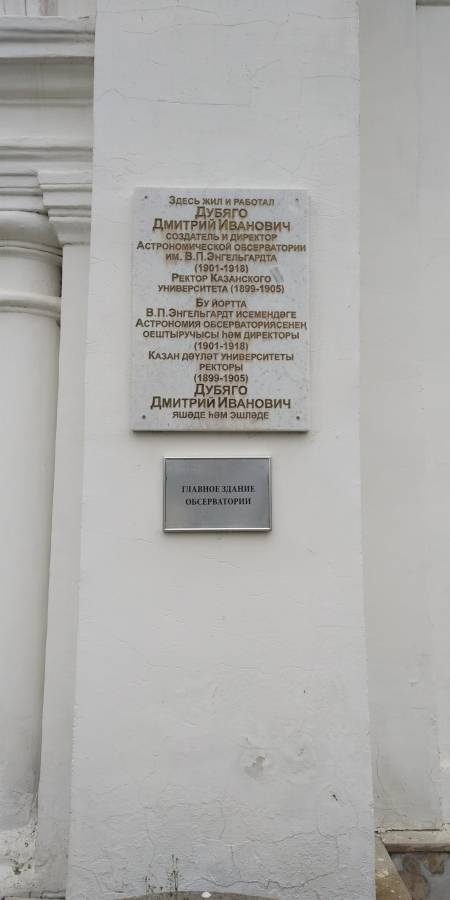 Здесь жил и работал
Дубяго
Дмитрий Иванович
создатель и директор
Астрономической обсерватории
им. В.П.Энгельгардта
(1901-1918)
Ректор Казанского
университета (1899-1905)
Бу йортта
В.П.Энгельгардт исемендәге
Астрономия обсерваториясенең
оештыручысы һәм директоры
(1901-1918)
Казан дәүләт университеты
ректоры
(1899-1905)
Дубяго
Дмитрий Иванович
яшәде һәм эшләде
ГЛАВНОЕ ЗДАНИЕ
ОБСЕРВАТОРИИ